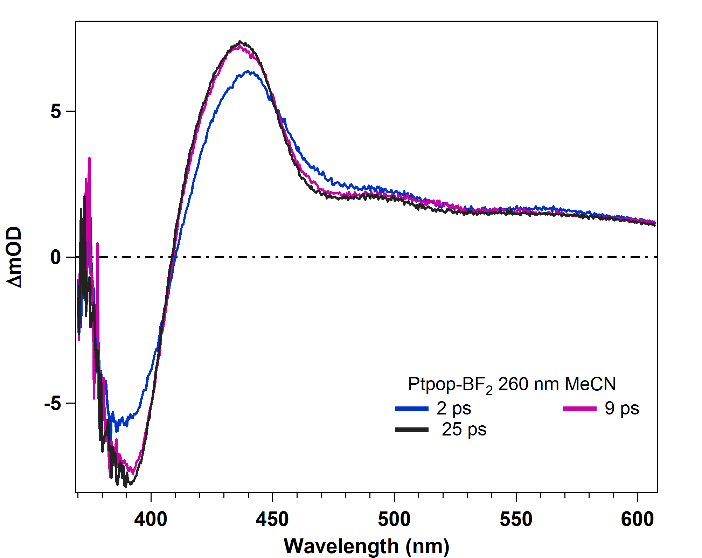 5
0
-5
ΔmOD
Ptpop-BF2 260 nm MeCN
2 ps
9 ps
25 ps
400 450 500 550 600
Wavelength (nm)